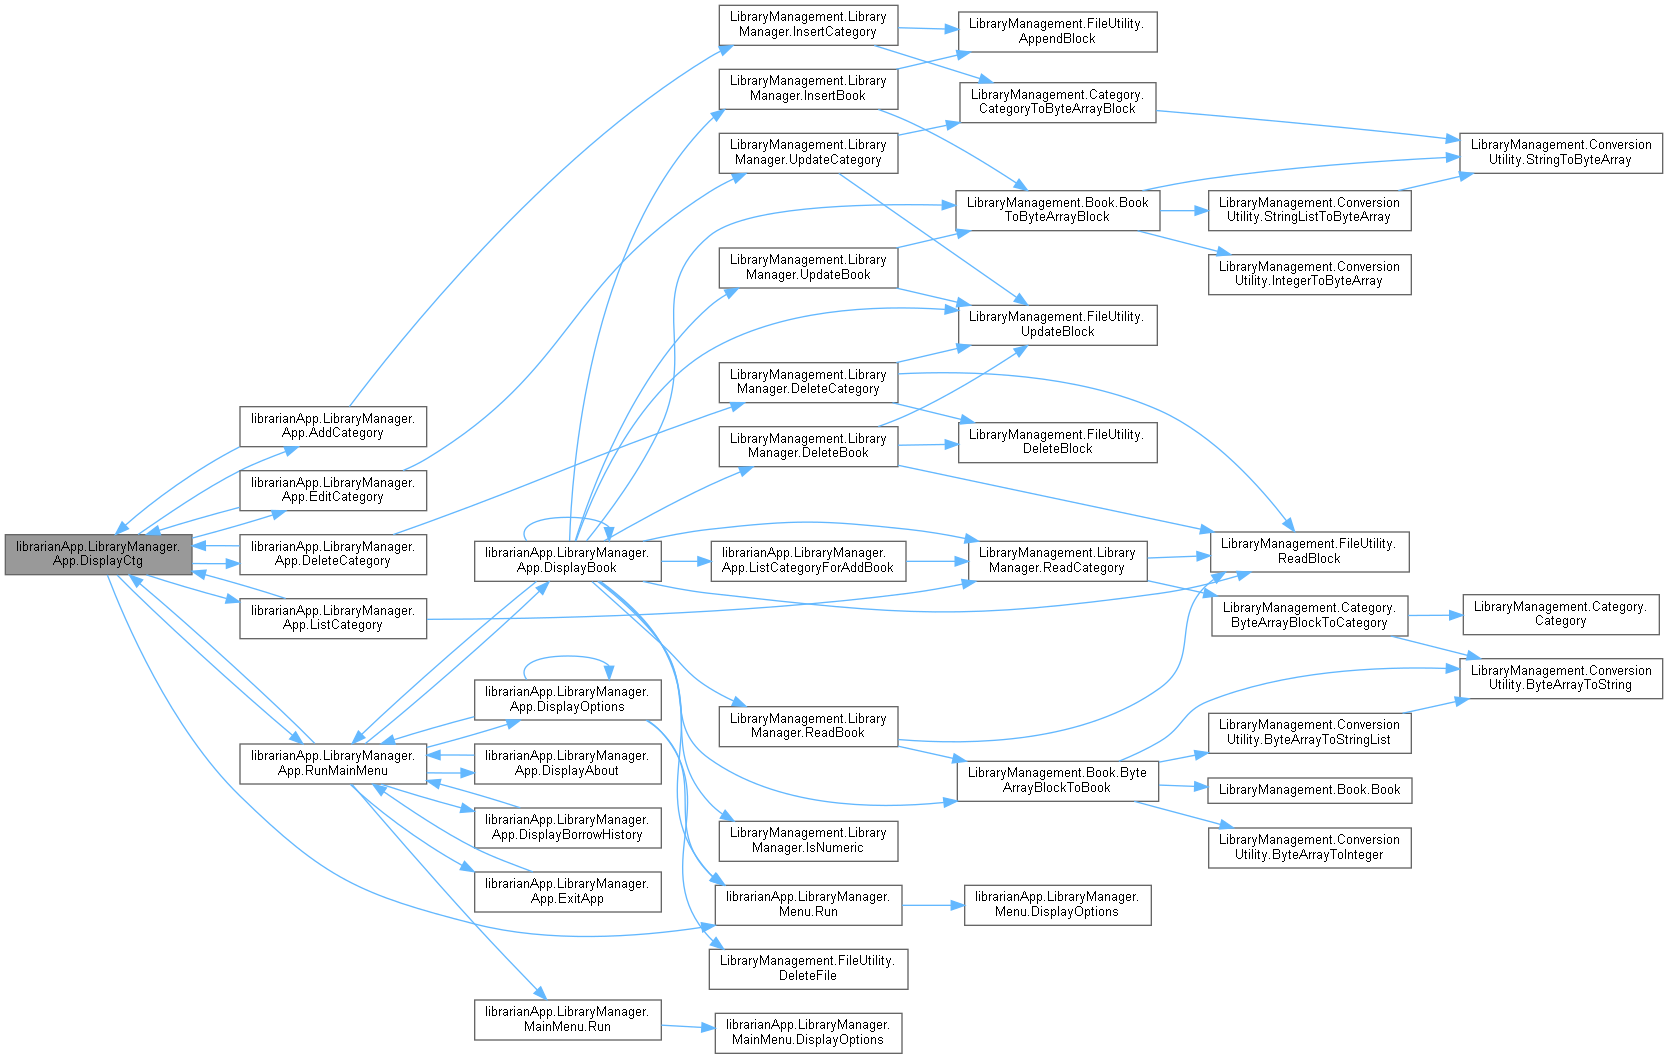 librarianApp.LibraryManager.
App.DisplayCtg
librarianApp.LibraryManager.
App.AddCategory
librarianApp.LibraryManager.
App.EditCategory
librarianApp.LibraryManager.
App.DeleteCategory
librarianApp.LibraryManager.
App.ListCategory
librarianApp.LibraryManager.
App.RunMainMenu
librarianApp.LibraryManager.
App.DisplayBook
librarianApp.LibraryManager.
App.DisplayOptions
librarianApp.LibraryManager.
App.DisplayAbout
librarianApp.LibraryManager.
App.DisplayBorrowHistory
librarianApp.LibraryManager.
App.ExitApp
librarianApp.LibraryManager.
MainMenu.Run
LibraryManagement.Library
Manager.InsertCategory
LibraryManagement.Library
Manager.InsertBook
LibraryManagement.Library
Manager.UpdateCategory
LibraryManagement.Library
Manager.UpdateBook
LibraryManagement.Library
Manager.DeleteCategory
LibraryManagement.Library
Manager.DeleteBook
librarianApp.LibraryManager.
App.ListCategoryForAddBook
LibraryManagement.Library
Manager.ReadBook
LibraryManagement.Library
Manager.IsNumeric
librarianApp.LibraryManager.
Menu.Run
LibraryManagement.FileUtility.
DeleteFile
librarianApp.LibraryManager.
MainMenu.DisplayOptions
LibraryManagement.FileUtility.
AppendBlock
LibraryManagement.Category.
CategoryToByteArrayBlock
LibraryManagement.Book.Book
ToByteArrayBlock
LibraryManagement.FileUtility.
UpdateBlock
LibraryManagement.FileUtility.
DeleteBlock
LibraryManagement.Library
Manager.ReadCategory
LibraryManagement.Book.Byte
ArrayBlockToBook
librarianApp.LibraryManager.
Menu.DisplayOptions
LibraryManagement.Conversion
Utility.StringListToByteArray
LibraryManagement.Conversion
Utility.IntegerToByteArray
LibraryManagement.FileUtility.
ReadBlock
LibraryManagement.Category.
ByteArrayBlockToCategory
LibraryManagement.Conversion
Utility.ByteArrayToStringList
LibraryManagement.Book.Book
LibraryManagement.Conversion
Utility.ByteArrayToInteger
LibraryManagement.Conversion
Utility.StringToByteArray
LibraryManagement.Category.
Category
LibraryManagement.Conversion
Utility.ByteArrayToString